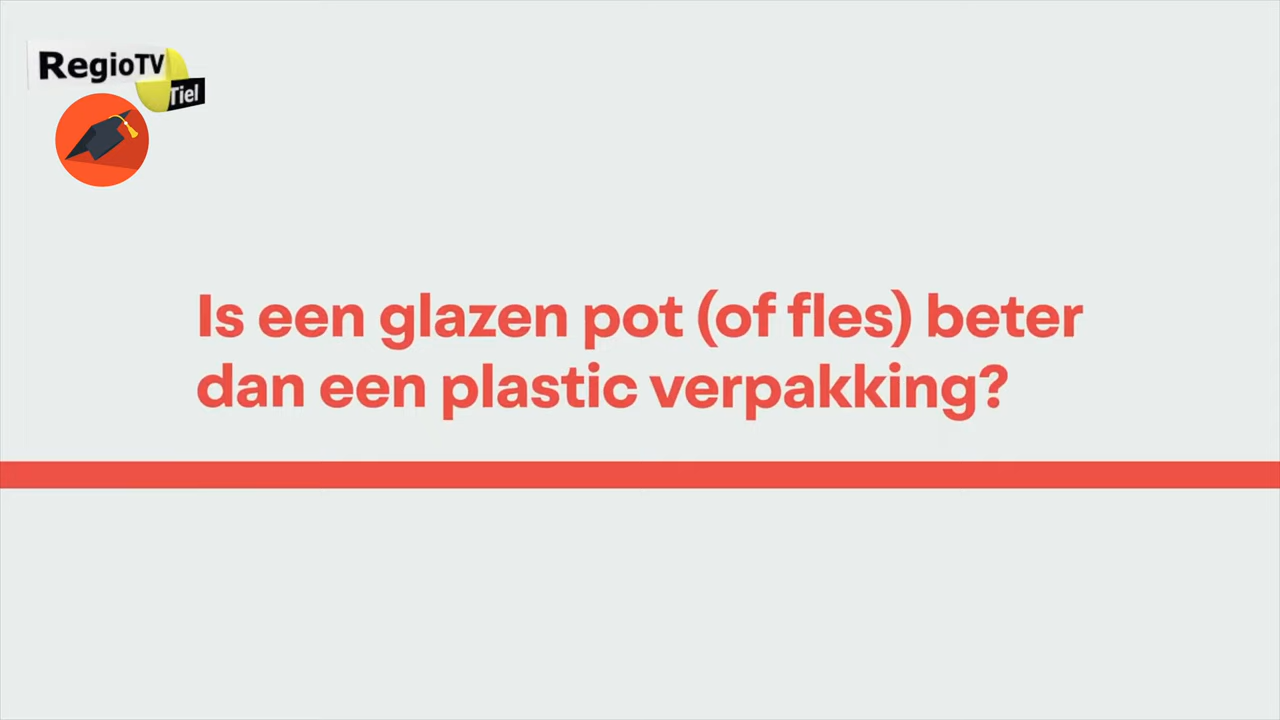 RegioTV
Tiel
Is een glazen pot (of fles) beter
dan een plastic verpakking?